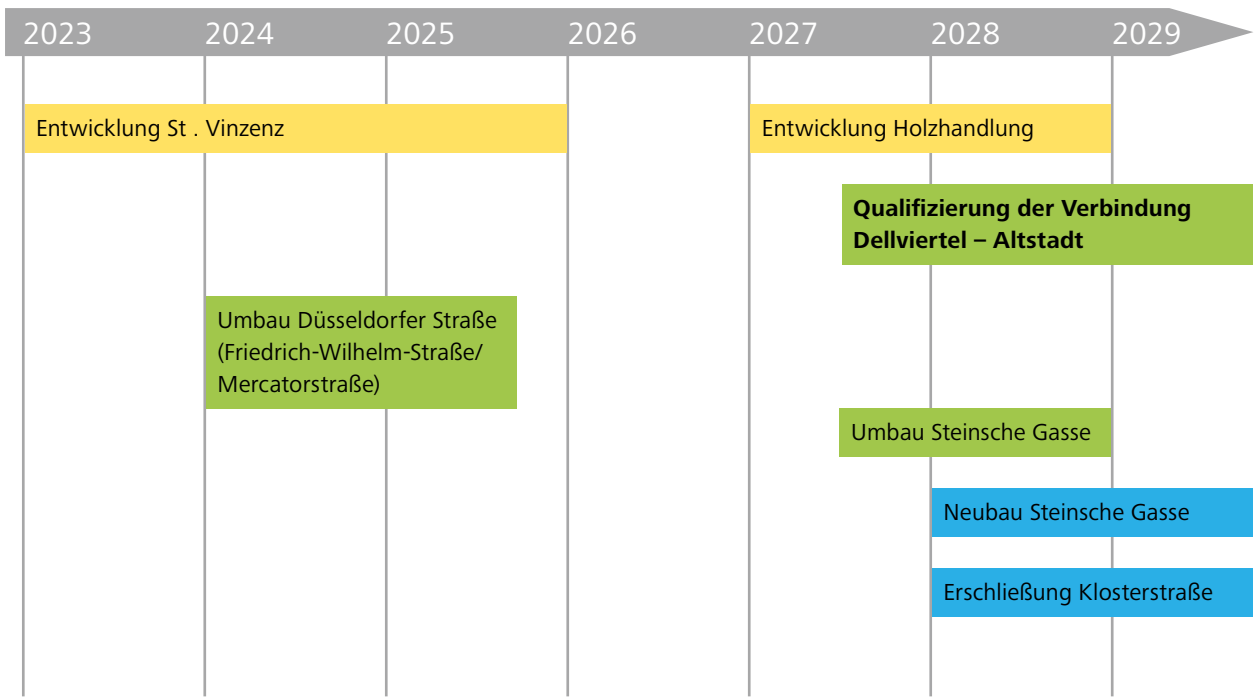 2023 2024 2025 2026 2027 2028 2029
Entwicklung St . Vinzenz
Entwicklung Holzhandlung
Qualifizierung der Verbindung
Dellviertel – Altstadt
Umbau Düsseldorfer Straße
(Friedrich-Wilhelm-Straße/
Mercatorstraße)
Umbau Steinsche Gasse
Neubau Steinsche Gasse
Erschließung Klosterstraße